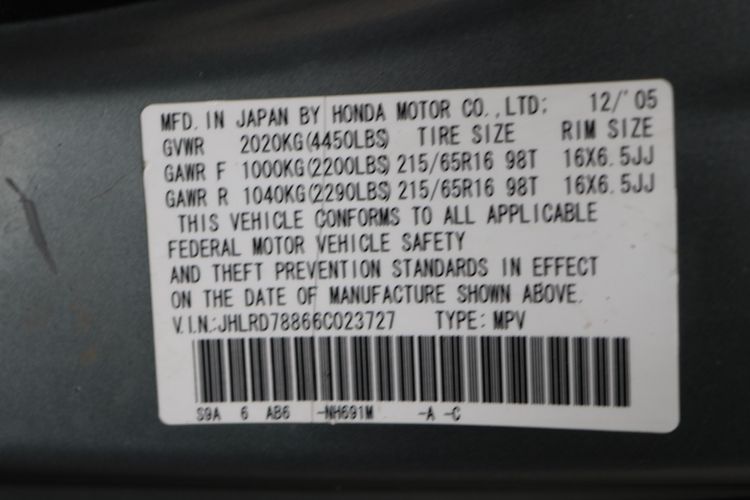 MFD. IN JAPAN BY HONDA MOTOR CO., LTD: 12/'05
GVWR 2020KG(4450LBS) TIRE SIZE RIM SIZE
GAWR F 1000KG(2200LBS) 215/65R16 98T 16X6.5JJ
GAWR R 1040KG(2290LBS) 215/65R16 98T 16X6.5JJ
THIS VEHICLE CONFORMS TO ALL APPLICABLE
FEDERAL MOTOR VEHICLE SAFETY
AND THEFT PREVENTION STANDARDS IN EFFECT
ON THE DATE OF MANUFACTURE SHOWN ABOVE.
V.I.N.:JHLRD78866C023727 TYPE: MPV
S9A 6 AB6 -NH691M -A -C